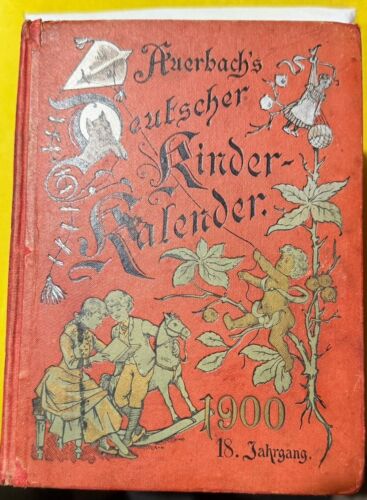 Auerbach's
Deutscher
Kinder-
Kalender.
1900
18. Jahrgang.